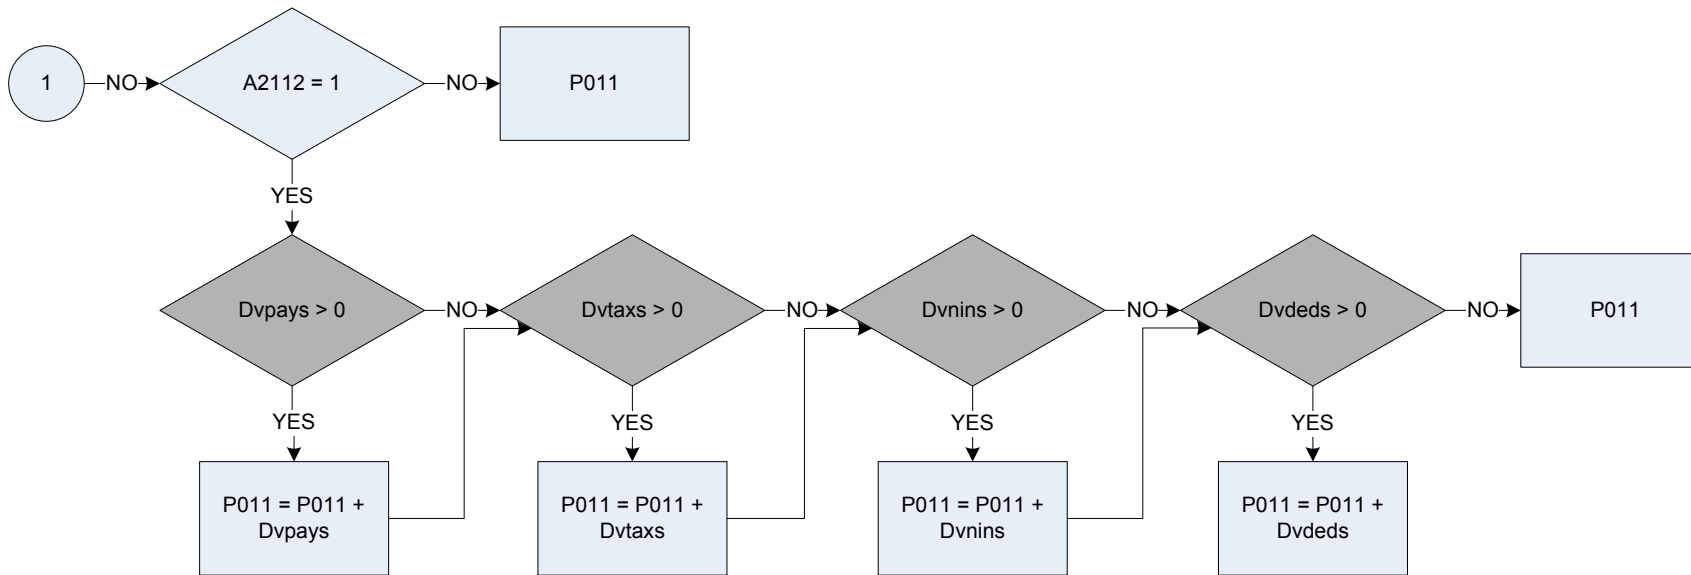 1
NO
A2112 = 1
NO
P011
YES
Dvpays > 0
NO
Dvtaxs > 0
NO
Dvnins > 0
NO
Dvdeds > 0
NO
P011
YES
YES
YES
YES
P011 = P011 +
Dvpays
P011 = P011 +
Dvtaxs
P011 = P011 +
Dvnins
P011 = P011 +
Dvdeds